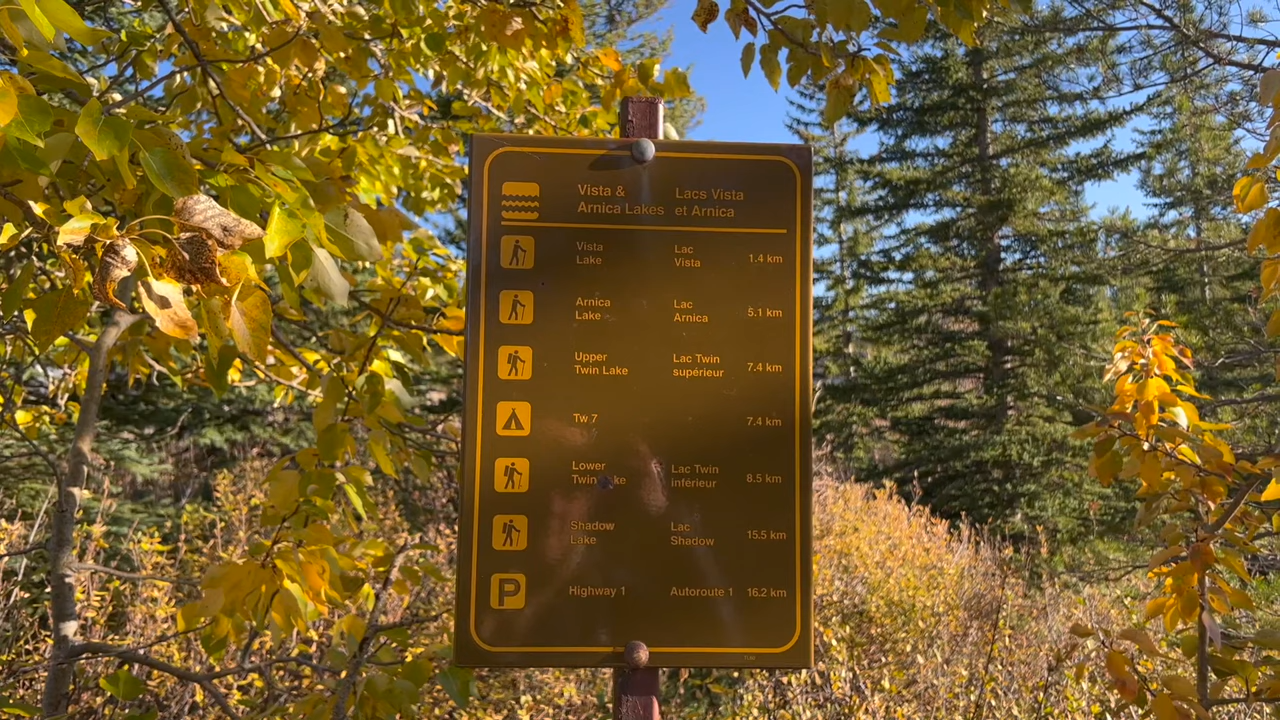 Vista & Lacs Vista
Arnica Lakes et Arnica
Vista Lac
Lake Vista 1.4 km
Arnica Lac
Lake Arnica 5.1 km
Upper Lac Twin
Twin Lake supérieur 7.4 km
Tw 7 7.4 km
Lower Lac Twin
Twin ke inférieur 8.5 km
Shadow Lac
Lake Shadow 15.5 km
P Highway 1 Autoroute 1 16.2 km